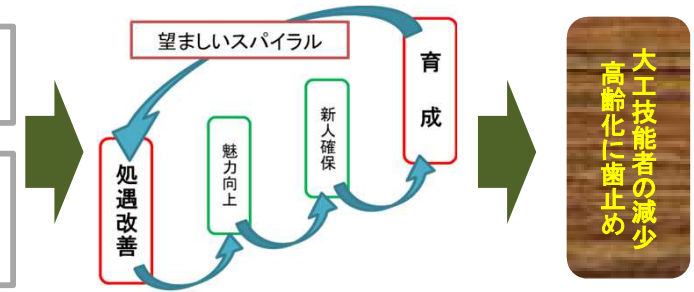 望ましいスパイラル
処遇改善
魅力向上
新人確保
育成
大工技能者の減少
高齢化に歯止め